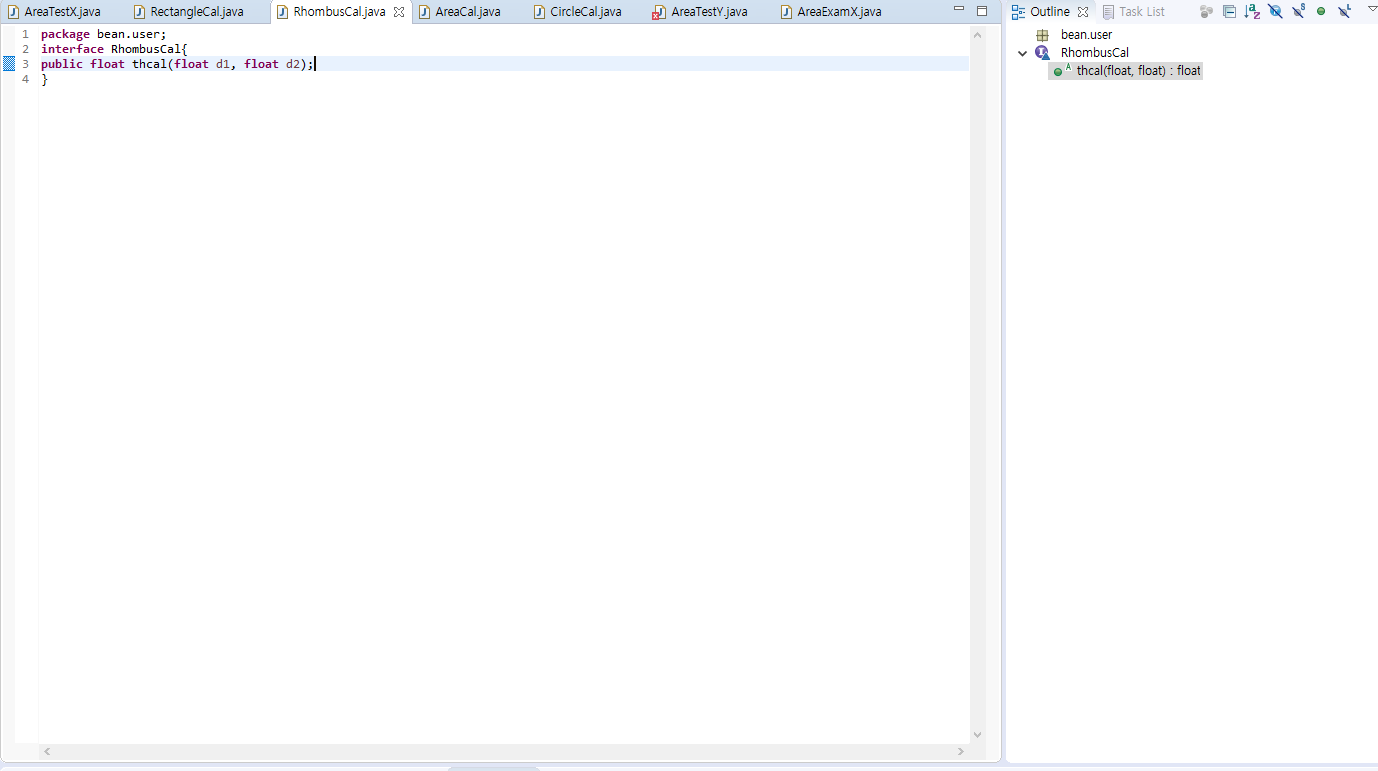 AreaTestX.java RectangleCal.java RhombusCal.java AreaCal.java CircleCal.java AreaTestY.java AreaExamX.java
1 package bean.user;
2 interface RhombusCal{
3 public float thcal(float d1, float d2);
4 }
Outline Task List
bean.user
RhombusCal
thcal(float, float) : float